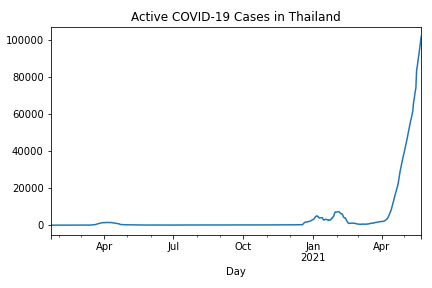 Active COVID-19 Cases in Thailand
100000
80000
60000
40000
20000
0
Apr
Jul
Oct
Jan
2021
Apr
Day